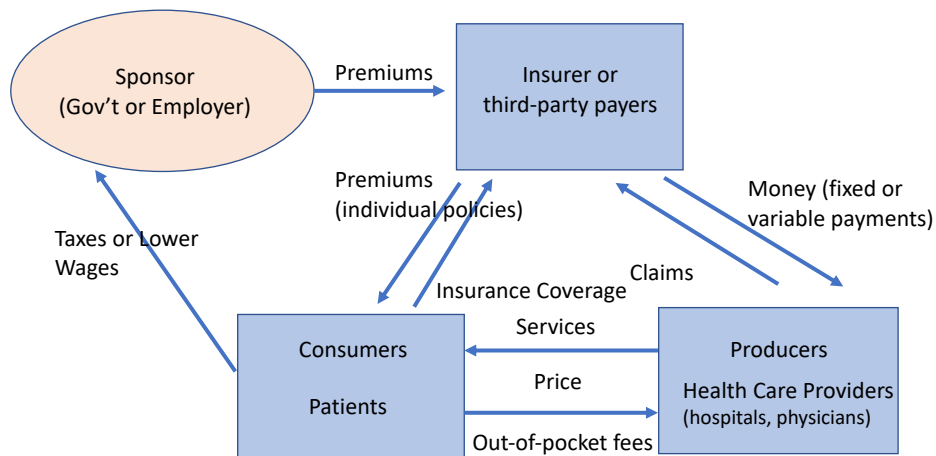 Sponsor
(Gov't or Employer)
Premiums
Insurer or
third-party payers
Premiums
(individual policies)
Money (fixed or
variable payments)
Taxes or Lower
Wages
Claims
Insurance Coverage
Services
Consumers
Patients
Price
Out-of-pocket fees
Producers
Health Care Providers
(hospitals, physicians)